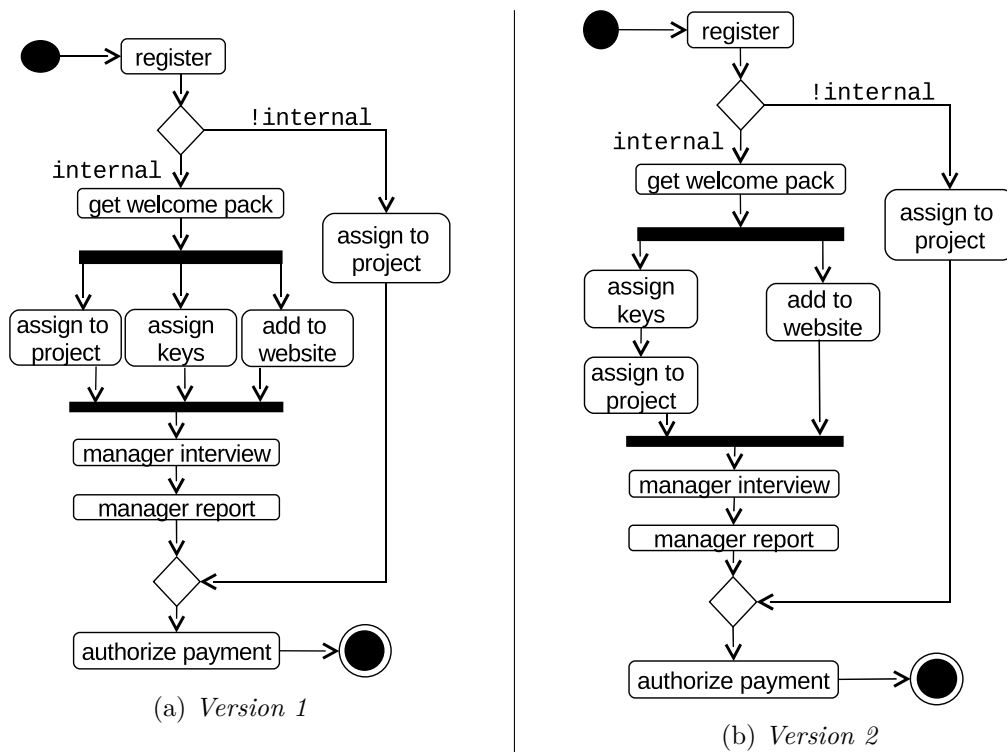 register
!internal
internal
get welcome pack
assign to
project
assign to
project
assign
keys
add to
website
manager interview
manager report
authorize payment
(a) Version 1
register
!internal
internal
get welcome pack
assign to
project
assign
keys
add to
website
assign to
project
manager interview
manager report
authorize payment
(b) Version 2